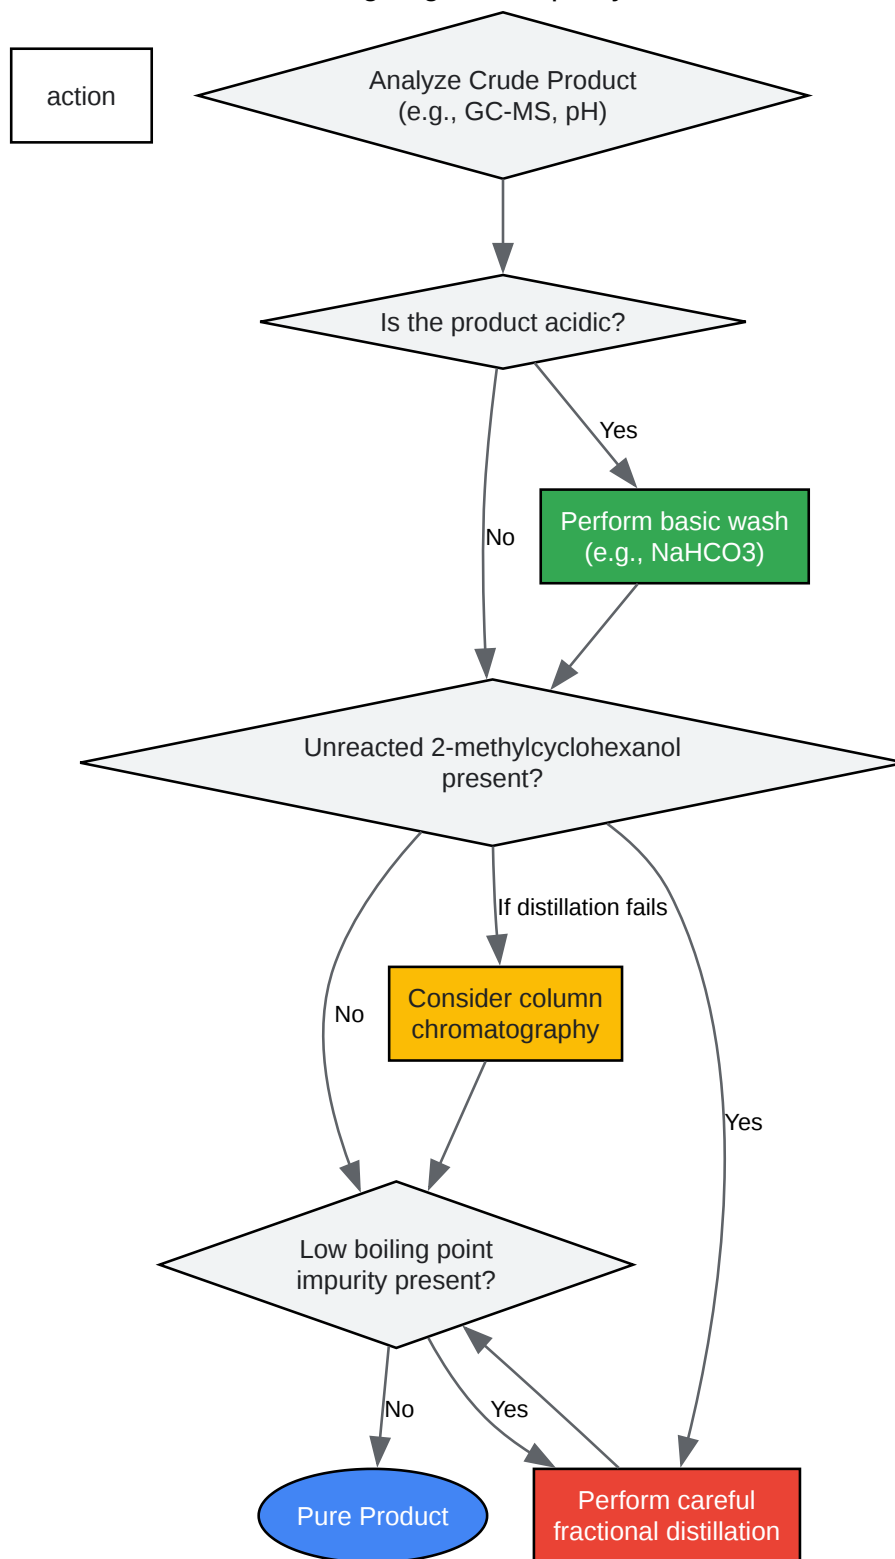 action
Analyze Crude Product
(e.g., GC-MS, pH)
Is the product acidic?
Yes
No
Perform basic wash
(e.g., NaHCO3)
Unreacted 2-methylcyclohexanol
present?
If distillation fails
No
Consider column
chromatography
Yes
Low boiling point
impurity present?
No
Yes
Pure Product
Perform careful
fractional distillation